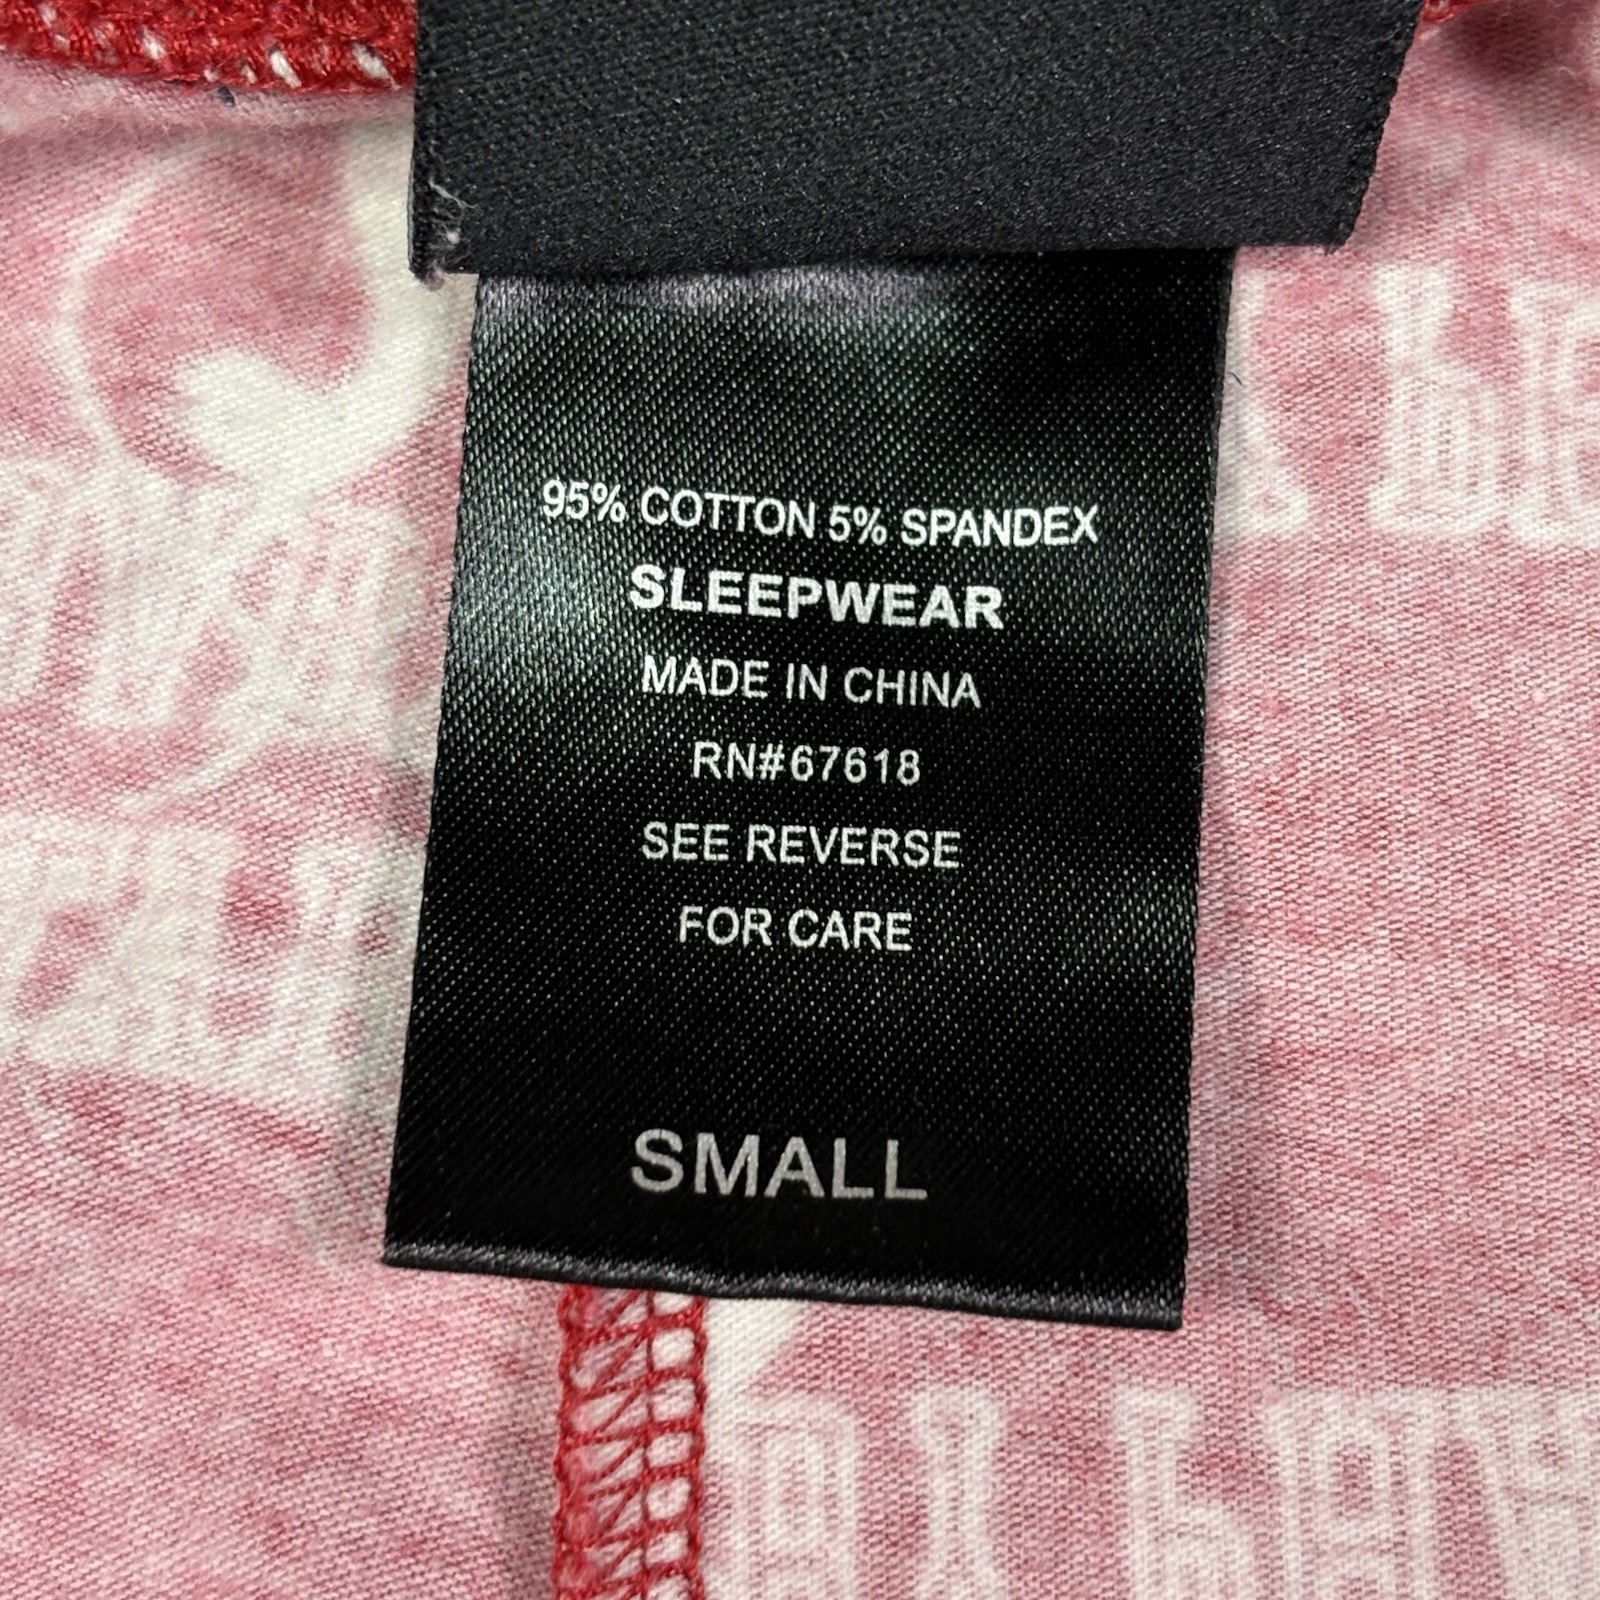 95% COTTON 5% SPANDEX
SLEEPWEAR
MADE IN CHINA
RN#67618
SEE REVERSE
FOR CARE
SMALL